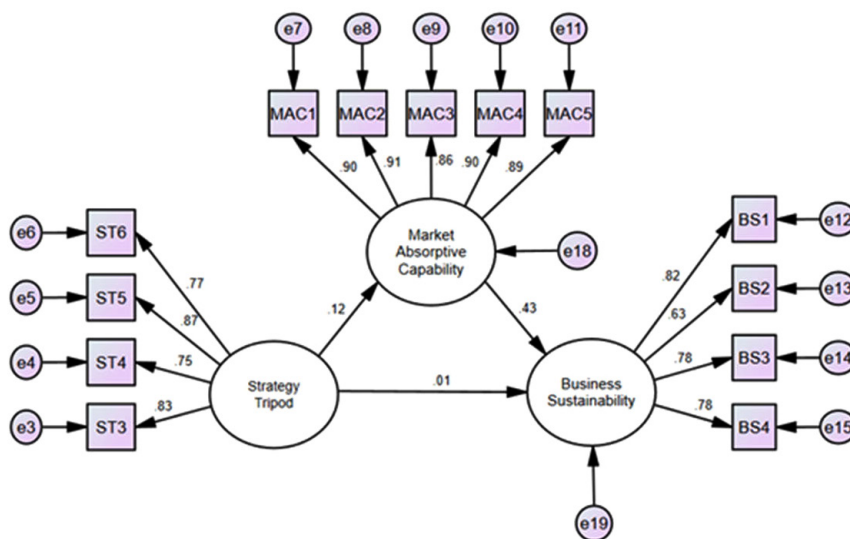 e7
e8
e9
e10
e11
MAC1
MAC2
MAC3
MAC4
MAC5
.90
.91
.86
.90
.89
e6
ST6
e5
ST5
e4
ST4
e3
ST3
.77
.87
.75
.83
Market
Absorptive
Capability
e18
.12
.43
Strategy
Tripod
.01
Business
Sustainability
.82
.63
.78
.78
BS1
e12
BS2
e13
BS3
e14
BS4
e15
e19